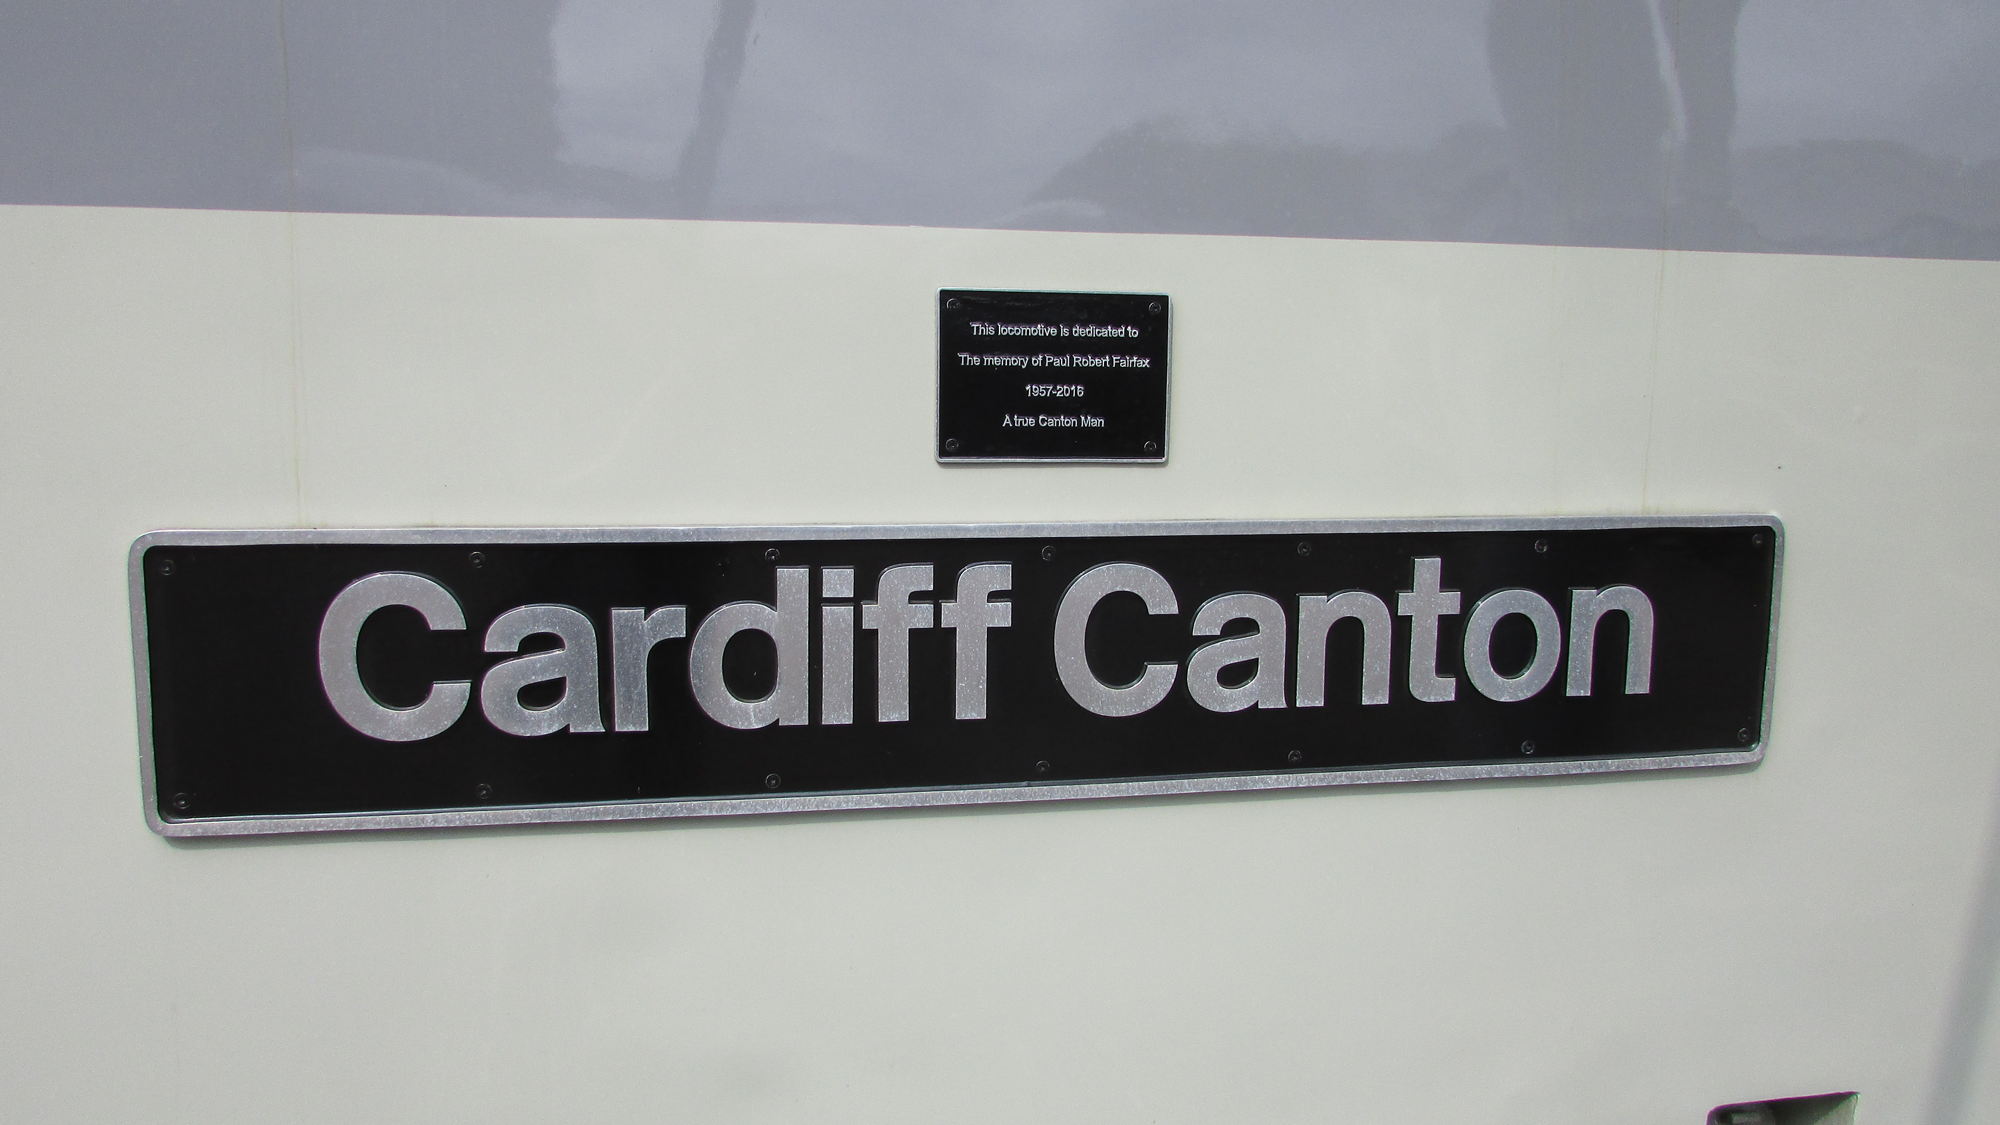 This locomotive is dedicated to
The memory of Paul Robert Fairfax
1957-2016
A true Canton Man
Cardiff Canton